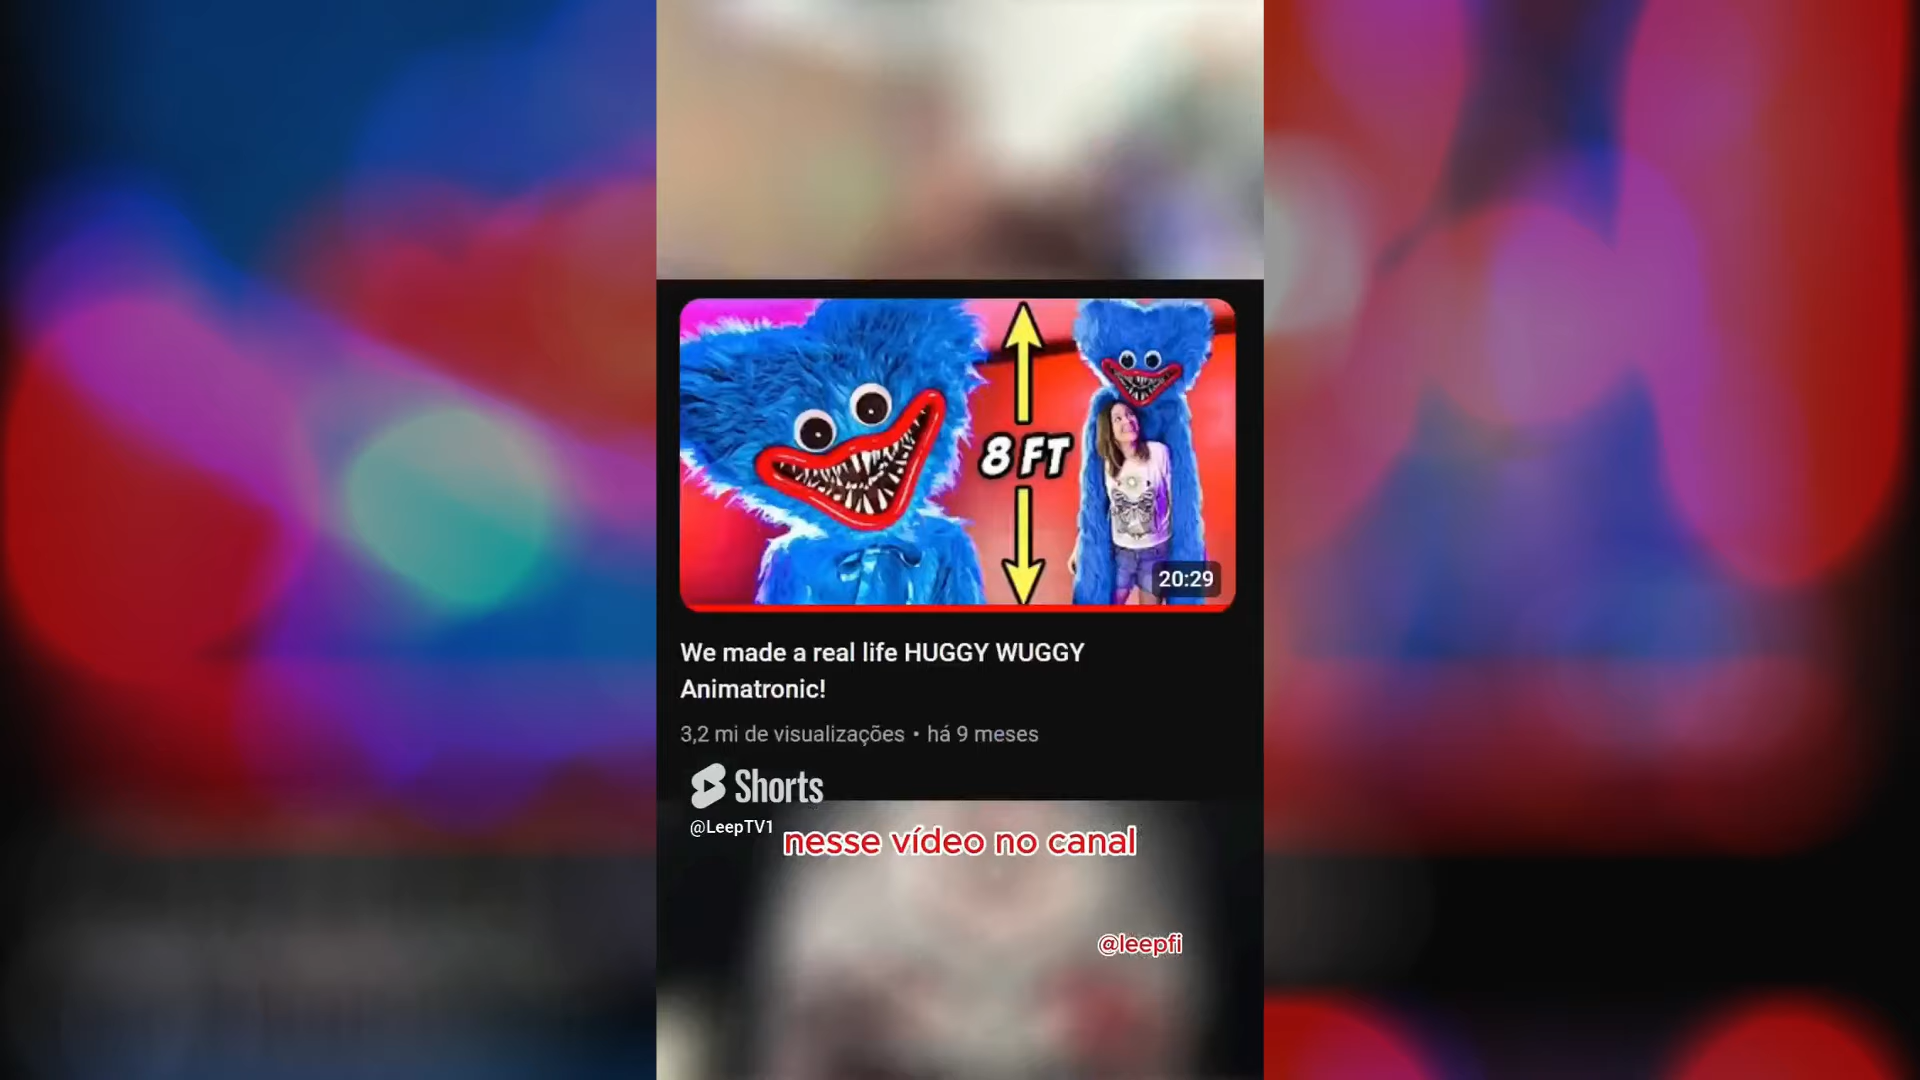 8 FT
20:29
We made a real life HUGGY WUGGY
Animatronic!
3,2 mi de visualizações • há 9 meses
Shorts
@LeepTV1
nesse vídeo no canal
@leepfi